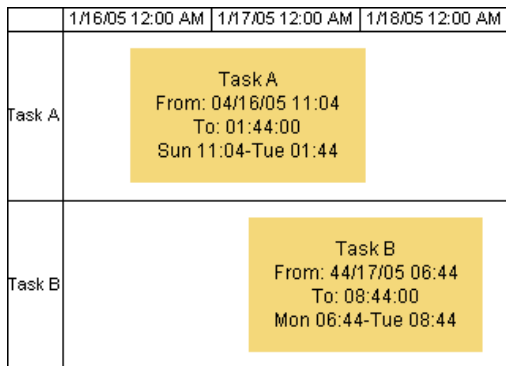 1/16/05 12:00 AM 1/17/05 12:00 AM 1/18/05 12:00 AM
Task A
Task A
From: 04/16/05 11:04
To: 01:44:00
Sun 11:04-Tue 01:44
Task B
Task B
From: 44/17/05 06:44
To: 08:44:00
Mon 06:44-Tue 08:44